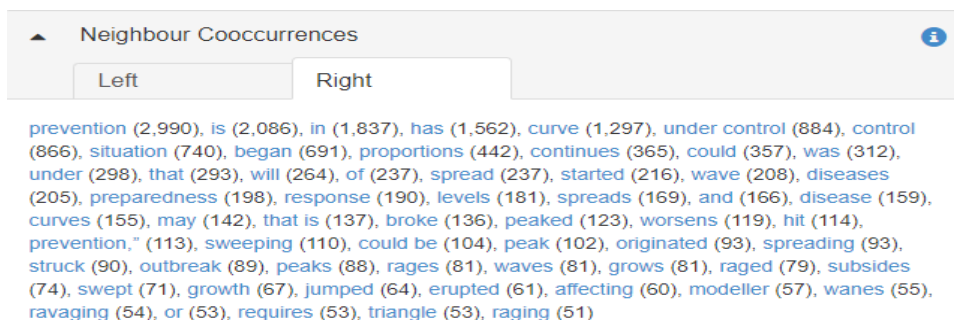 Neighbour Cooccurrences
Left Right
prevention (2,990), is (2,086), in (1,837), has (1,562), curve (1,297), under control (884), control
(866), situation (740), began (691), proportions (442), continues (365), could (357), was (312),
under (298), that (293), will (264), of (237), spread (237), started (216), wave (208), diseases
(205), preparedness (198), response (190), levels (181), spreads (169), and (166), disease (159),
curves (155), may (142), that is (137), broke (136), peaked (123), worsens (119), hit (114),
prevention,” (113), sweeping (110), could be (104), peak (102), originated (93), spreading (93),
struck (90), outbreak (89), peaks (88), rages (81), waves (81), grows (81), raged (79), subsides
(74), swept (71), growth (67), jumped (64), erupted (61), affecting (60), modeller (57), wanes (55),
ravaging (54), or (53), requires (53), triangle (53), raging (51)